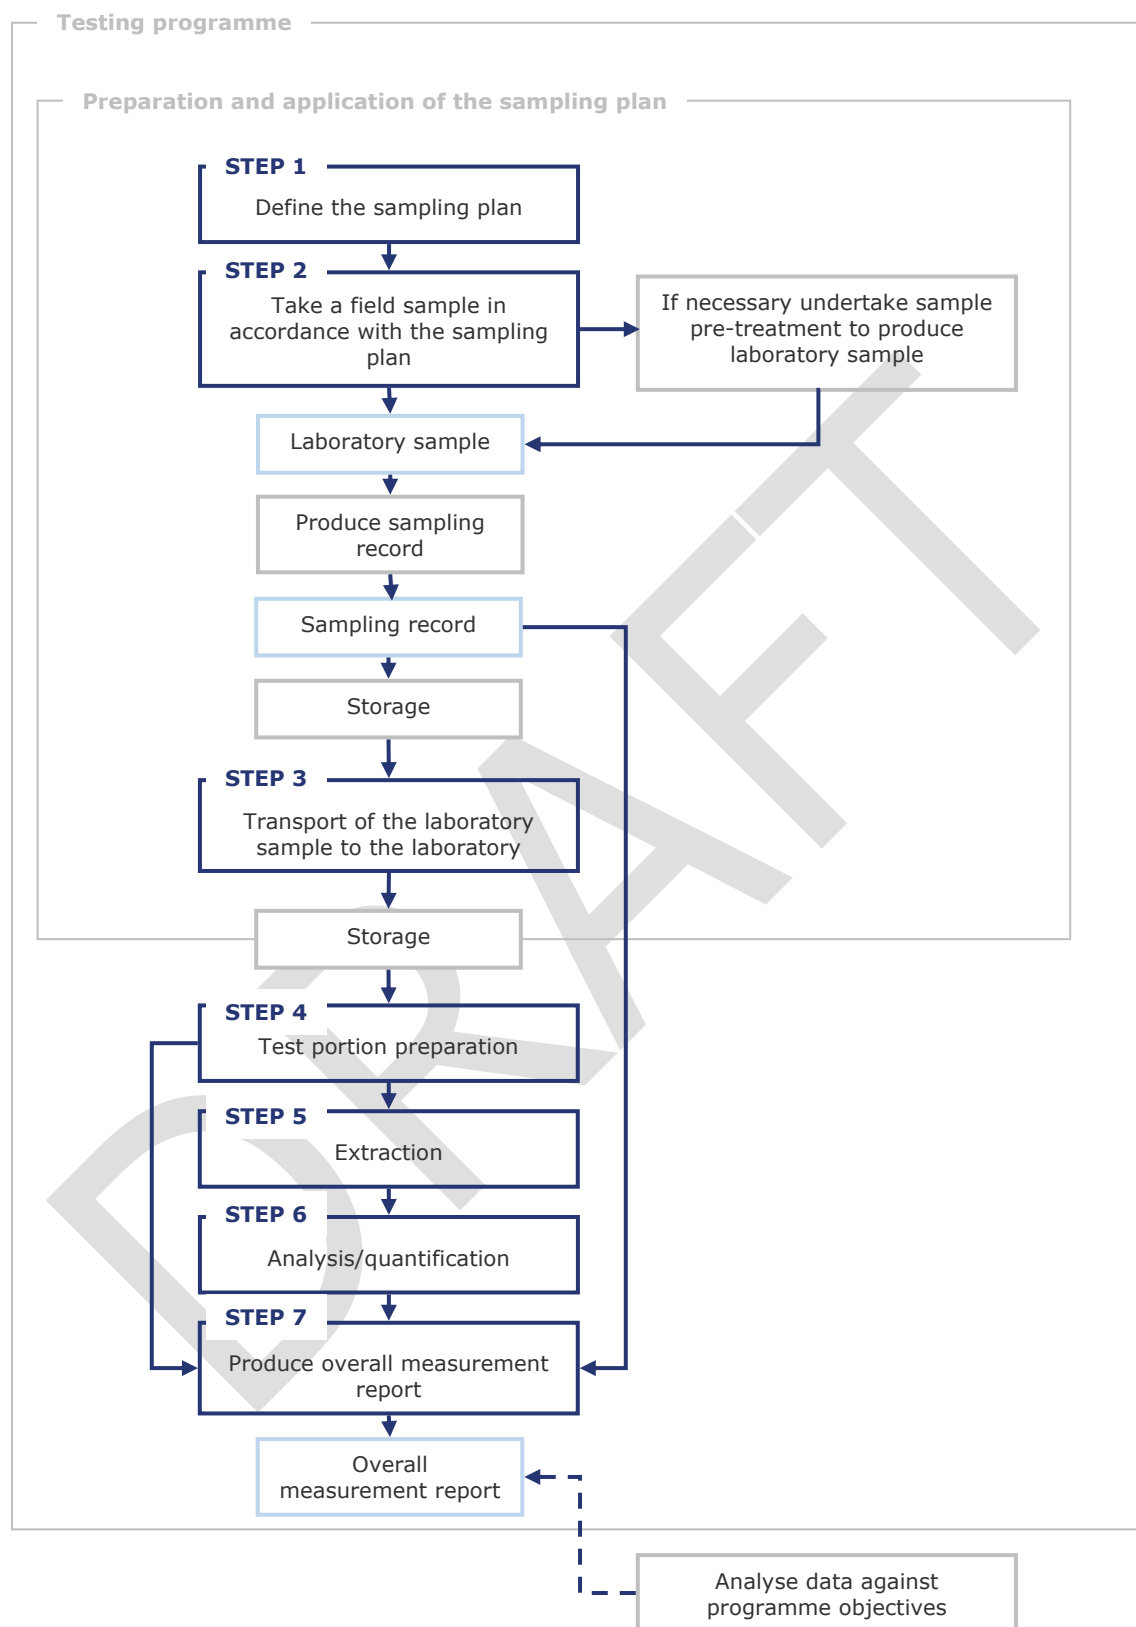 Testing programme
Preparation and application of the sampling plan
STEP 1
Define the sampling plan
STEP 2
Take a field sample in
accordance with the sampling
plan
If necessary undertake sample
pre-treatment to produce
laboratory sample
Laboratory sample
Produce sampling
record
Sampling record
Storage
STEP 3
Transport of the laboratory
sample to the laboratory
Storage
STEP 4
Test portion preparation
STEP 5
Extraction
STEP 6
Analysis/quantification
STEP 7
Produce overall measurement
report
Overall
measurement report
Analyse data against
programme objectives
DRAFT